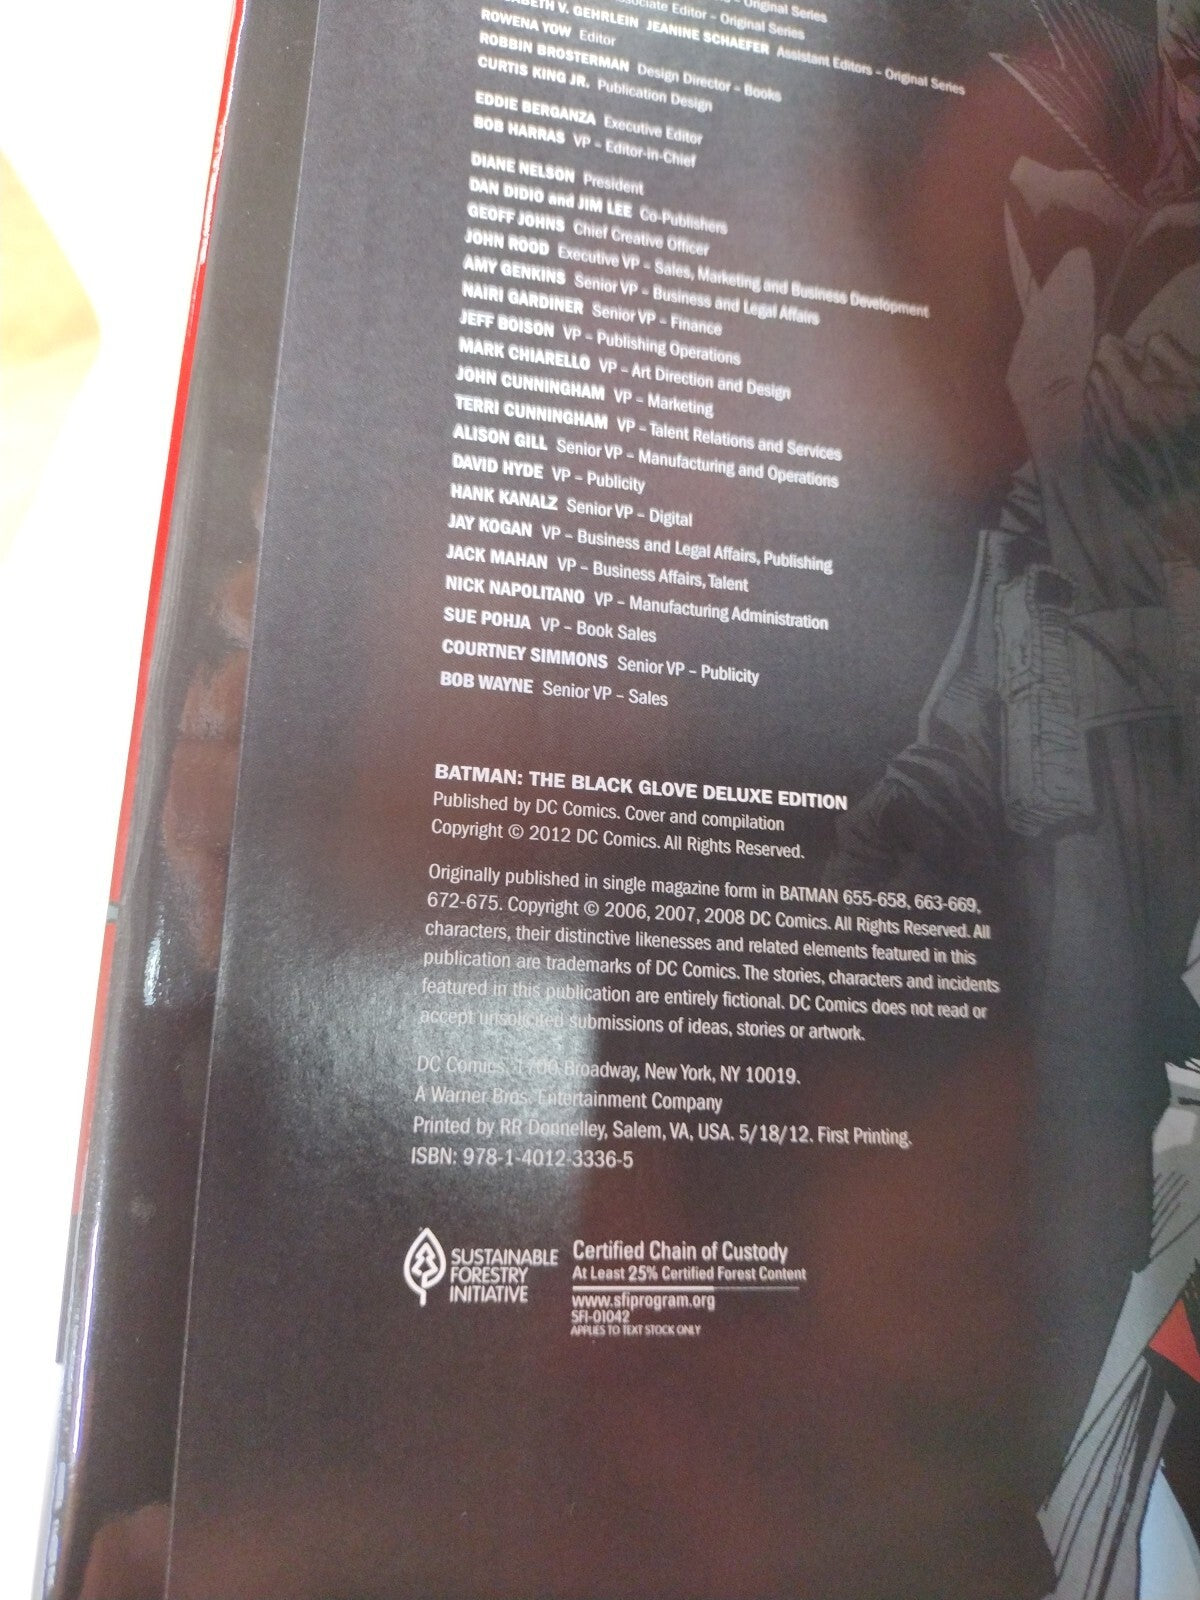 Original Series
Associate Editor – Original Series
V. GEHRLEIN JEANINE SCHAEFER Assistant Editors – Original Series
ROWENA YOW Editor
ROBBIN BROSTERMAN Design Director – Books
CURTIS KING JR. Publication Design
EDDIE BERGANZA Executive Editor
BOB HARRAS VP – Editor-in-Chief
DIANE NELSON President
DAN DIDIO and JIM LEE Co-Publishers
GEOFF JOHNS Chief Creative Officer
JOHN ROOD Executive VP – Sales, Marketing and Business Development
AMY GENKINS Senior VP – Business and Legal Affairs
NAIRI GARDINER Senior VP – Finance
JEFF BOISON VP – Publishing Operations
MARK CHIARELLO VP – Art Direction and Design
JOHN CUNNINGHAM VP – Marketing
TERRI CUNNINGHAM VP – Talent Relations and Services
ALISON GILL Senior VP – Manufacturing and Operations
DAVID HYDE VP – Publicity
HANK KANALZ Senior VP – Digital
JAY KOGAN VP – Business and Legal Affairs, Publishing
JACK MAHAN VP – Business Affairs, Talent
NICK NAPOLITANO VP – Manufacturing Administration
SUE POHJA VP – Book Sales
COURTNEY SIMMONS Senior VP – Publicity
BOB WAYNE Senior VP – Sales
BATMAN: THE BLACK GLOVE DELUXE EDITION
Published by DC Comics. Cover and compilation
Copyright © 2012 DC Comics. All Rights Reserved.
Originally published in single magazine form in BATMAN 655-658, 663-669,
672-675. Copyright © 2006, 2007, 2008 DC Comics. All Rights Reserved. All
characters, their distinctive likenesses and related elements featured in this
publication are trademarks of DC Comics. The stories, characters and incidents
featured in this publication are entirely fictional. DC Comics does not read or
accept unsolicited submissions of ideas, stories or artwork.
DC Comics, 1700 Broadway, New York, NY 10019.
A Warner Bros. Entertainment Company
Printed by RR Donnelley, Salem, VA, USA. 5/18/12. First Printing.
ISBN: 978-1-4012-3336-5
SUSTAINABLE
FORESTRY
INITIATIVE
Certified Chain of Custody
At Least 25% Certified Forest Content
www.sfiprogram.org
SFI-01042
APPLIES TO TEXT STOCK ONLY